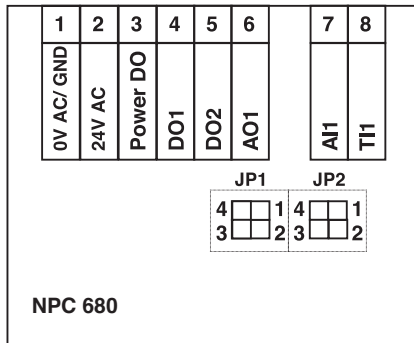 1 2 3 4 5 6 7 8
0V AC/ GND
24V AC
Power DO
DO1
DO2
AO1
AI1
TI1
JP1 JP2
4 1 4 1
3 2 3 2
NPC 680